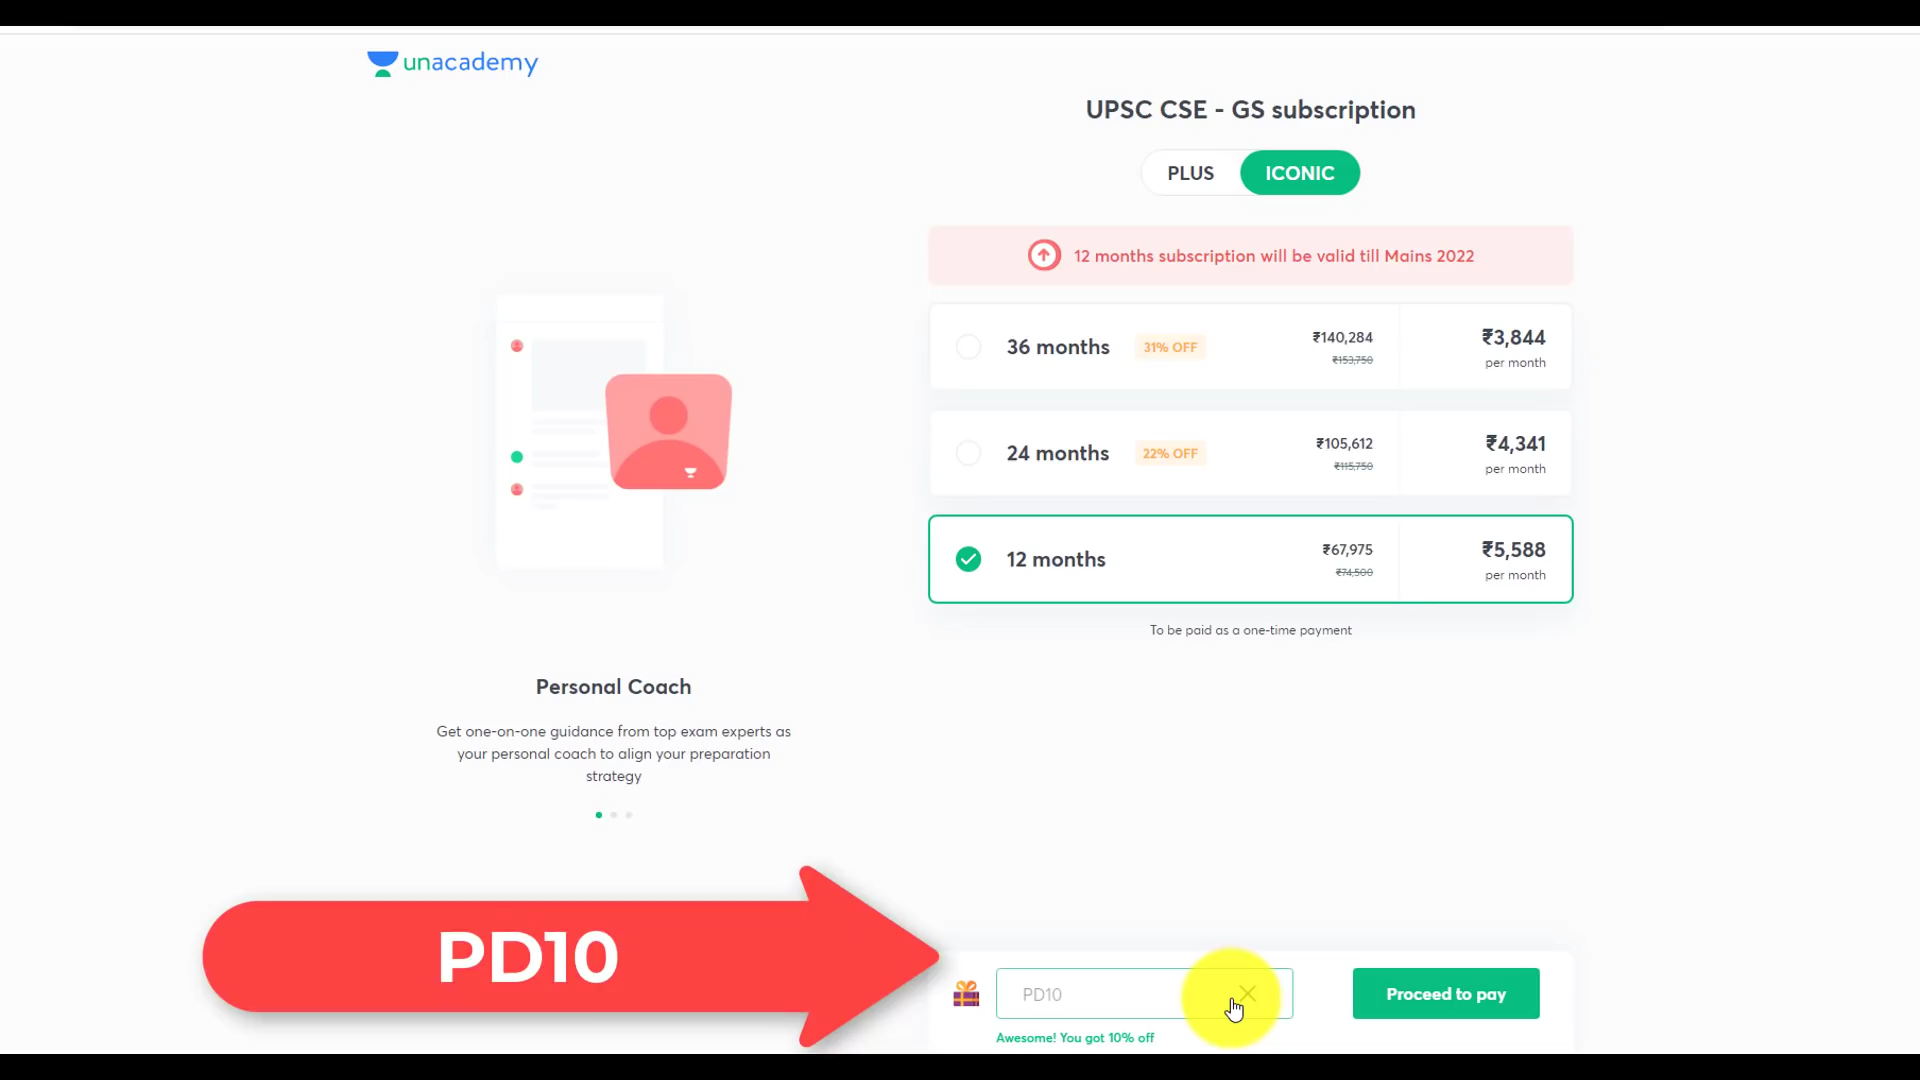 unacademy
UPSC CSE - GS subscription
PLUS
ICONIC
12 months subscription will be valid till Mains 2022
36 months
31% OFF
₹140,284
₹153,750
₹3,844
per month
24 months
22% OFF
₹105,612
₹115,750
₹4,341
per month
12 months
₹67,975
₹74,500
₹5,588
per month
To be paid as a one-time payment
Personal Coach
Get one-on-one guidance from top exam experts as
your personal coach to align your preparation
strategy
PD10
PD10
Proceed to pay
Awesome! You got 10% off